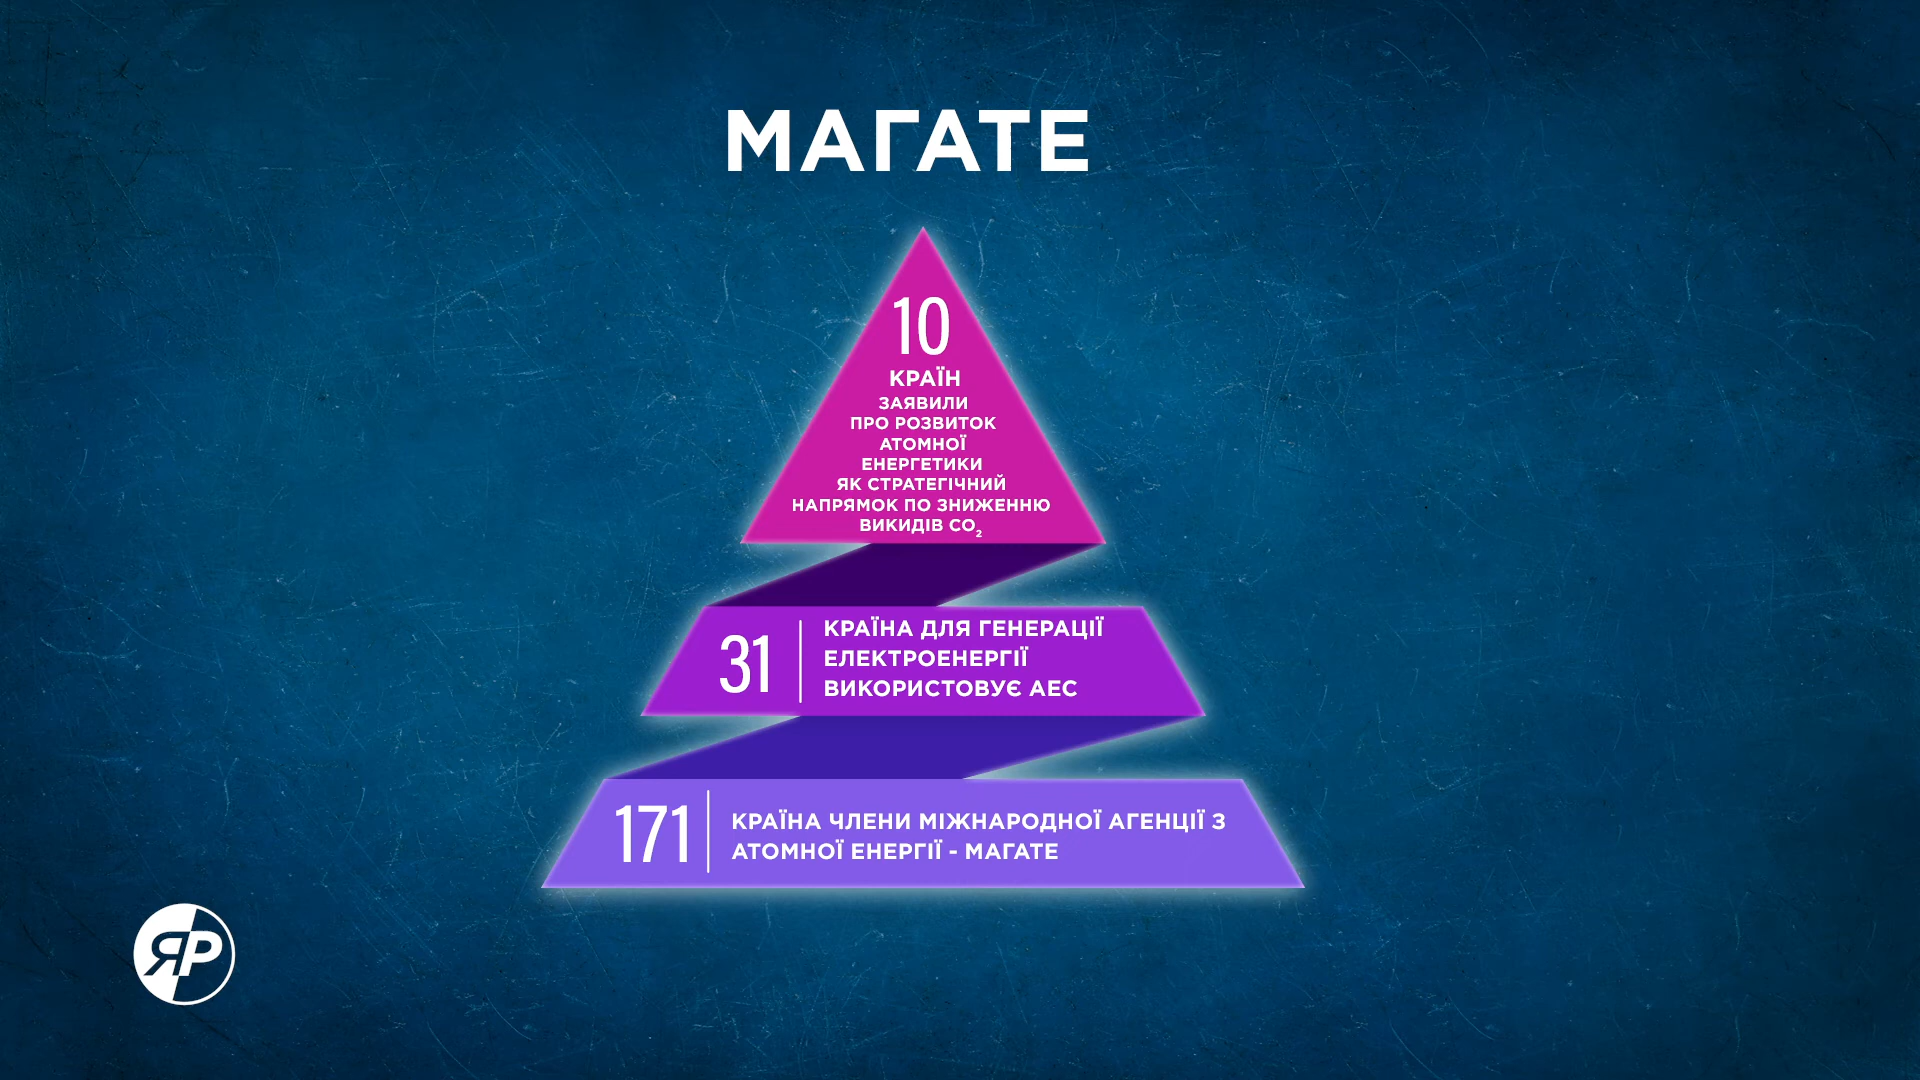 МАГАТЕ
10
КРАЇН
ЗАЯВИЛИ
ПРО РОЗВИТОК
АТОМНОЇ
ЕНЕРГЕТИКИ
ЯК СТРАТЕГІЧНИЙ
НАПРЯМОК ПО ЗНИЖЕННЮ
ВИКИДІВ СО₂
31
КРАЇНА ДЛЯ ГЕНЕРАЦІЇ
ЕЛЕКТРОЕНЕРГІЇ
ВИКОРИСТОВУЄ АЕС
171
КРАЇНА ЧЛЕНИ МІЖНАРОДНОЇ АГЕНЦІЇ З
АТОМНОЇ ЕНЕРГІЇ - МАГАТЕ
ЯР